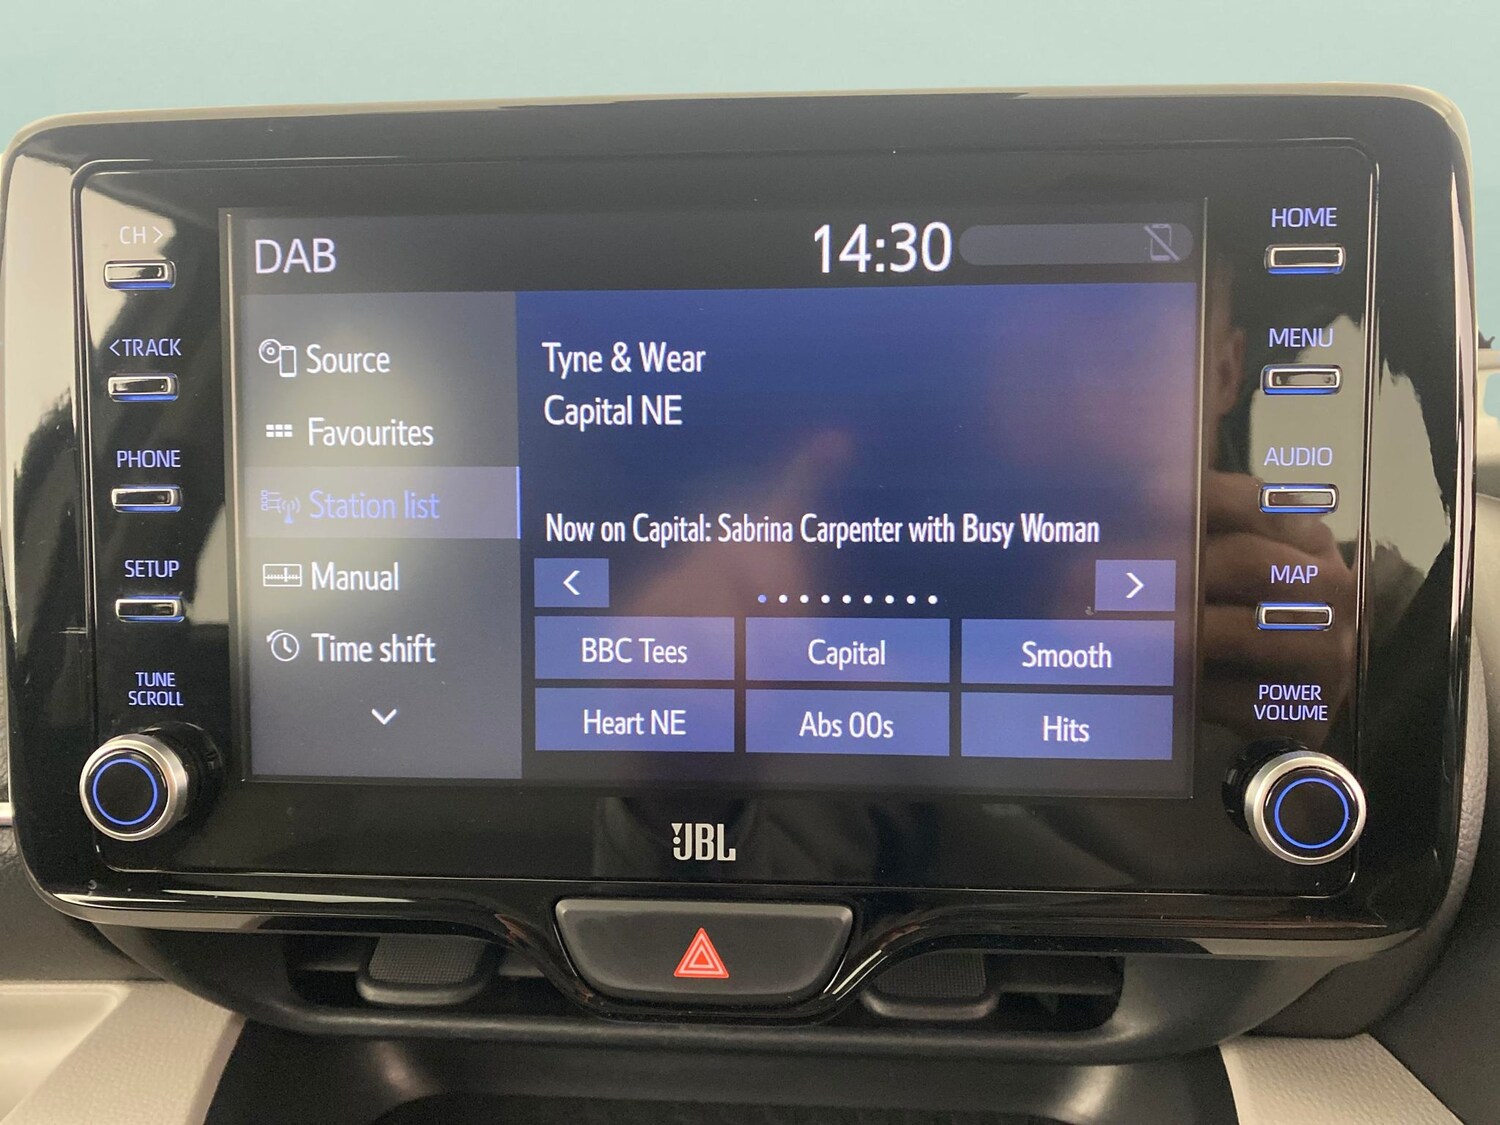 DAB
14:30
CH >
<TRACK
PHONE
SETUP
TUNE
SCROLL
Source
Favourites
Station list
Manual
Time shift
Tyne & Wear
Capital NE
Now on Capital: Sabrina Carpenter with Busy Woman
<
>
BBC Tees
Capital
Smooth
Heart NE
Abs 00s
Hits
HOME
MENU
AUDIO
MAP
POWER
VOLUME
JBL